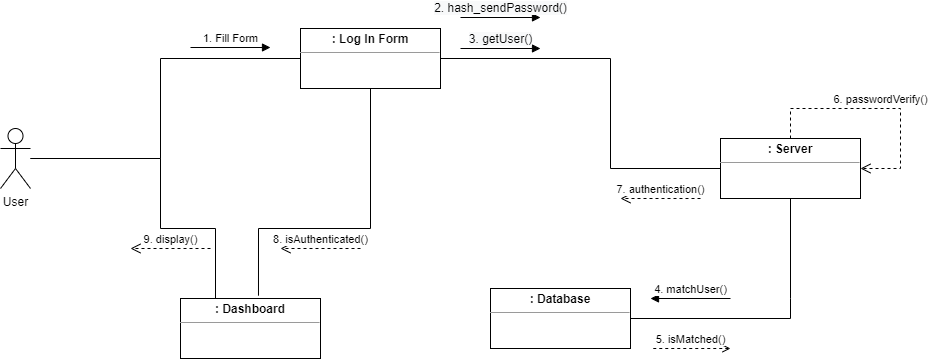 2. hash_sendPassword()
1. Fill Form
: Log In Form
3. getUser()
6. passwordVerify()
: Server
User
7. authentication()
9. display()
8. isAuthenticated()
: Dashboard
: Database
4. matchUser()
5. isMatched()